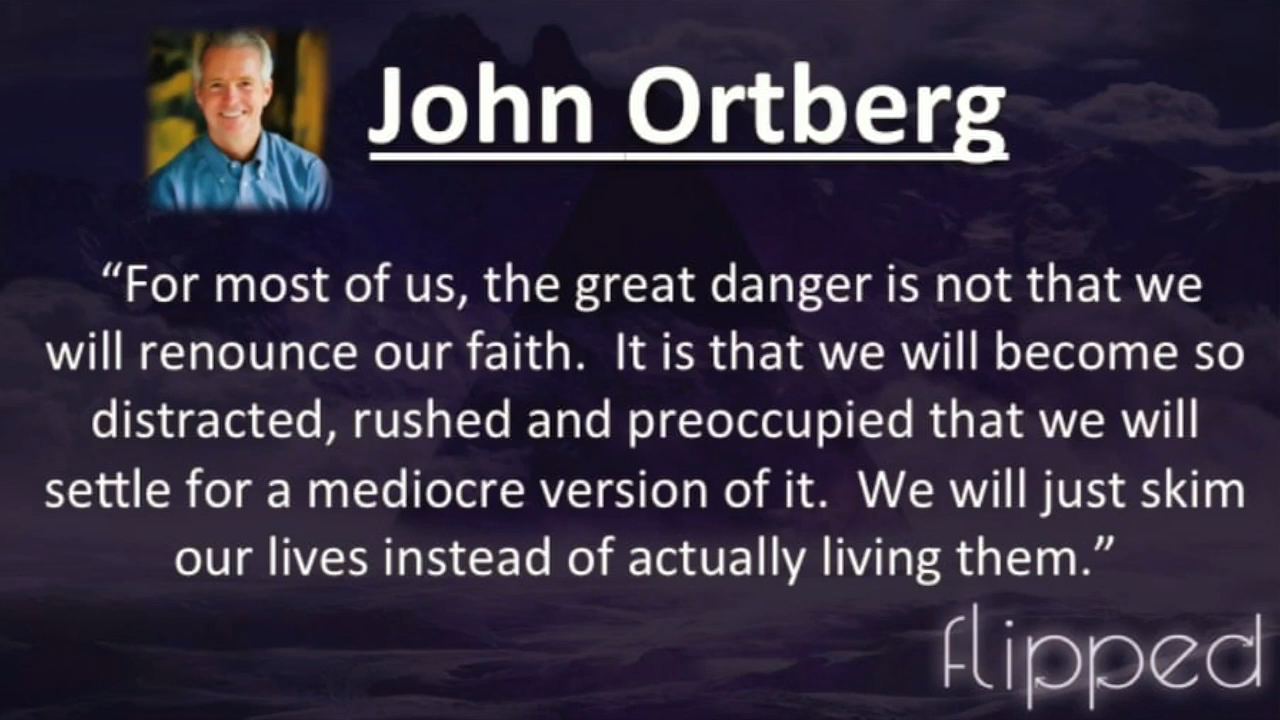 John Ortberg
“For most of us, the great danger is not that we
will renounce our faith.  It is that we will become so
distracted, rushed and preoccupied that we will
settle for a mediocre version of it.  We will just skim
our lives instead of actually living them.”
flipped